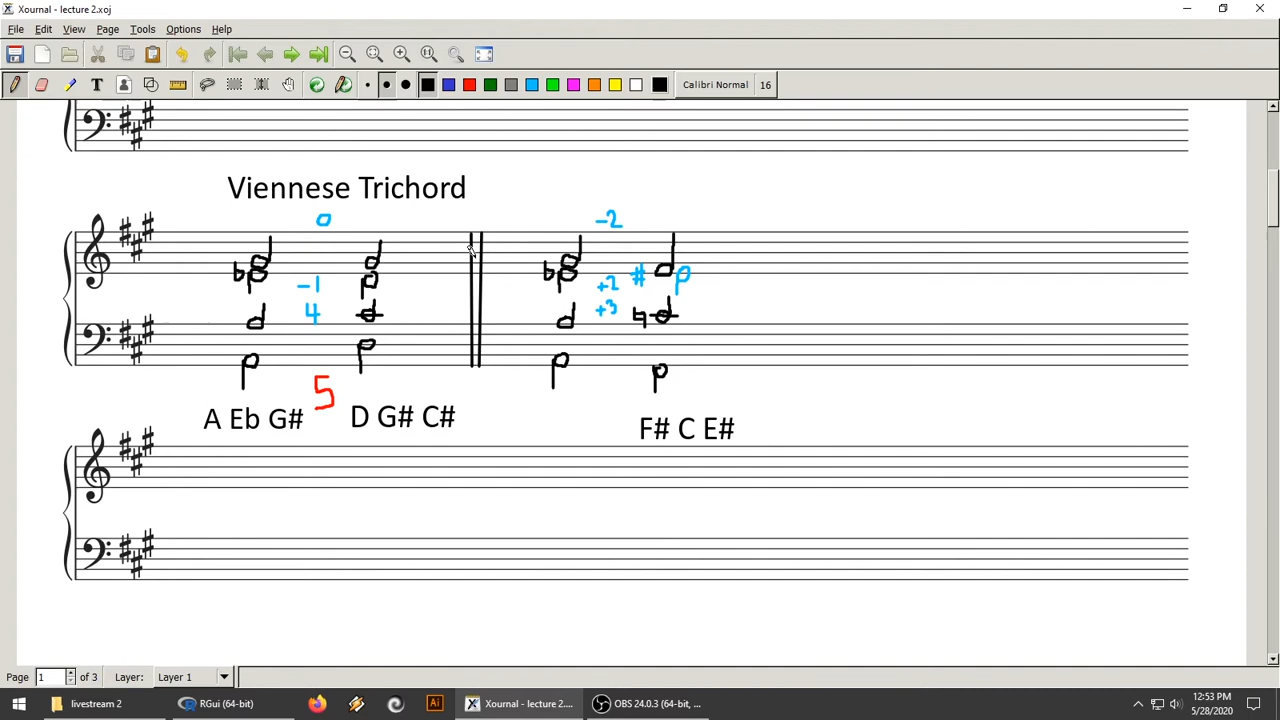 Xournal - lecture 2.xoj
File Edit View Page Tools Options Help
T Calibri Normal 16
Viennese Trichord
0 -2
-1 +2
4 +3
5
A Eb G# D G# C# F# C E#
Page 1 of 3 Layer: Layer 1
livestream 2 RGui (64-bit) Ai Xournal - lecture 2.... OBS 24.0.3 (64-bit, ... 12:53 PM
5/28/2020